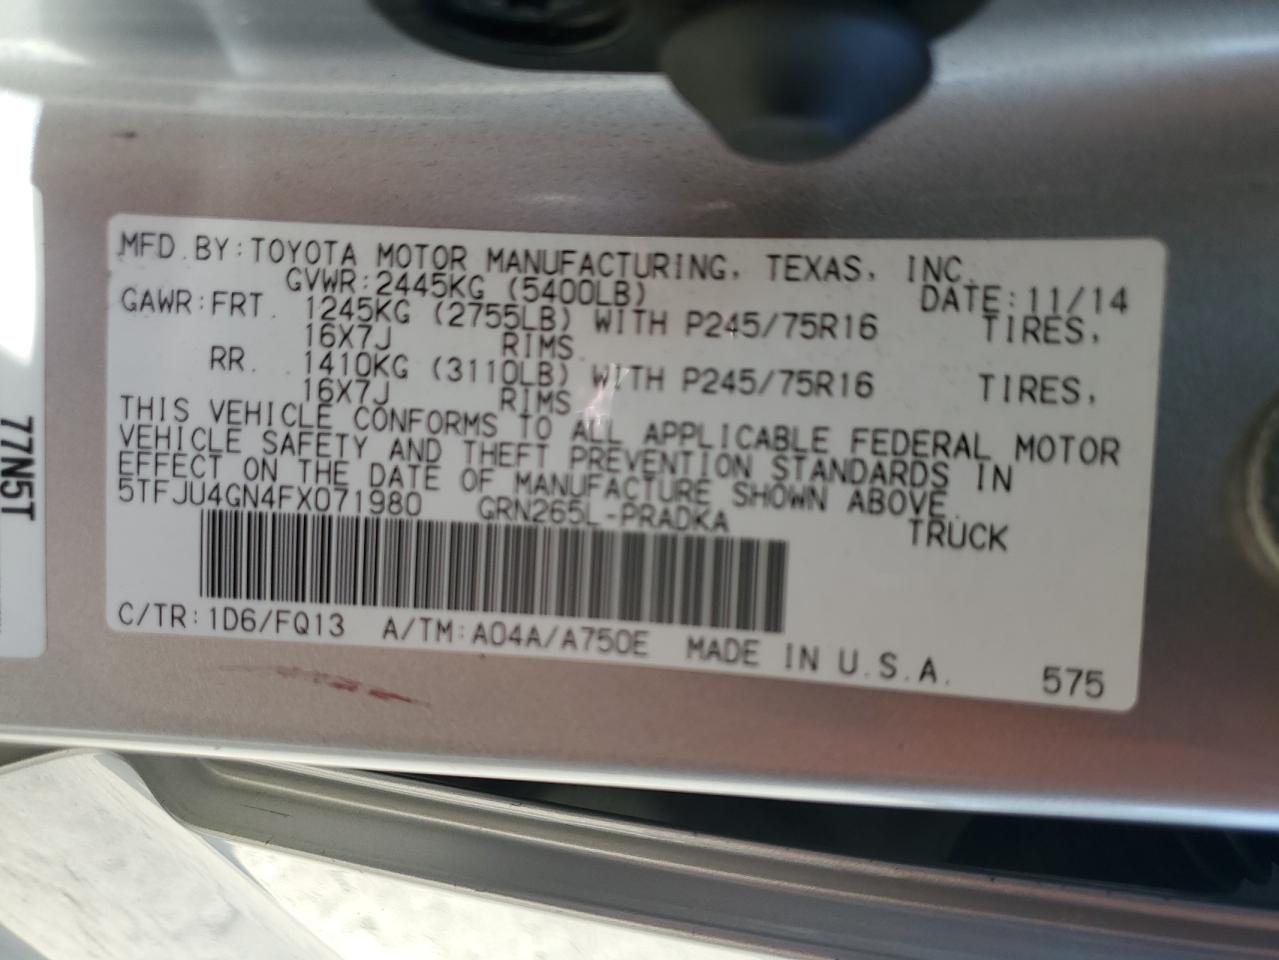 MFD.BY:TOYOTA MOTOR MANUFACTURING, TEXAS, INC.
GVWR:2445KG (5400LB) DATE:11/14
GAWR:FRT. 1245KG (2755LB) WITH P245/75R16 TIRES,
16X7J RIMS.
RR. 1410KG (3110LB) WITH P245/75R16 TIRES,
16X7J RIMS
THIS VEHICLE CONFORMS TO ALL APPLICABLE FEDERAL MOTOR
VEHICLE SAFETY AND THEFT PREVENTION STANDARDS IN
EFFECT ON THE DATE OF MANUFACTURE SHOWN ABOVE.
5TFJU4GN4FX071980 GRN265L-PRADKA TRUCK
C/TR:1D6/FQ13 A/TM:A04A/A750E MADE IN U.S.A. 575
77N5T